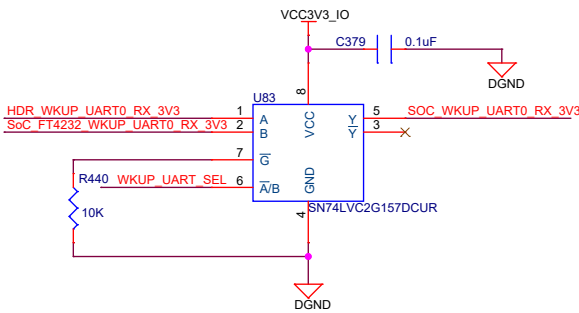 VCC3V3_IO
C379 0.1uF
DGND
U83
8
HDR_WKUP_UART0_RX_3V3 1 A VCC Y 5 SOC_WKUP_UART0_RX_3V3
SoC_FT4232_WKUP_UART0_RX_3V3 2 B Y 3
7 G
R440 WKUP_UART_SEL 6 A/B GND
10K
4 SN74LVC2G157DCUR
DGND